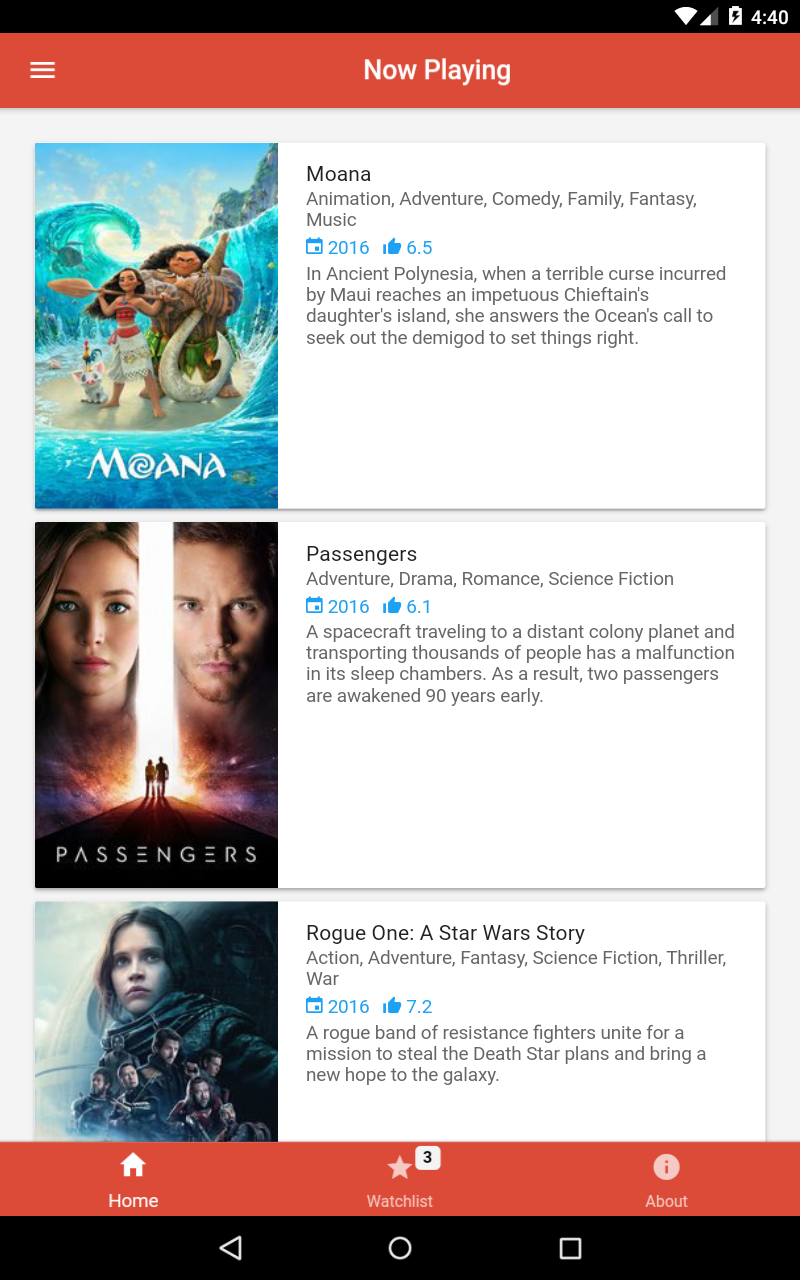 4:40
Now Playing
MOANA
Moana
Animation, Adventure, Comedy, Family, Fantasy,
Music
2016 6.5
In Ancient Polynesia, when a terrible curse incurred
by Maui reaches an impetuous Chieftain's
daughter's island, she answers the Ocean's call to
seek out the demigod to set things right.
PASSENGERS
Passengers
Adventure, Drama, Romance, Science Fiction
2016 6.1
A spacecraft traveling to a distant colony planet and
transporting thousands of people has a malfunction
in its sleep chambers. As a result, two passengers
are awakened 90 years early.
Rogue One: A Star Wars Story
Action, Adventure, Fantasy, Science Fiction, Thriller,
War
2016 7.2
A rogue band of resistance fighters unite for a
mission to steal the Death Star plans and bring a
new hope to the galaxy.
3
Home Watchlist About